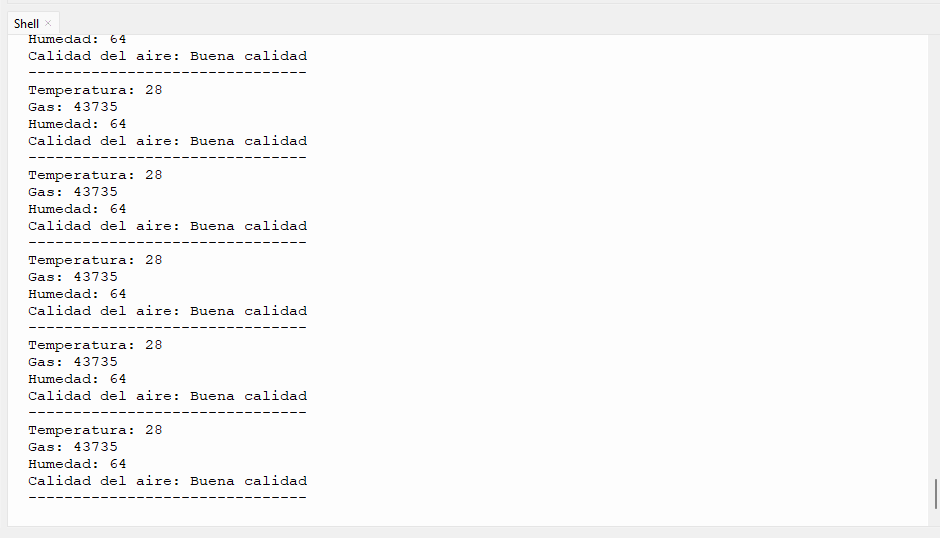 Shell ×
Humedad: 64
Calidad del aire: Buena calidad
-------------------------------
Temperatura: 28
Gas: 43735
Humedad: 64
Calidad del aire: Buena calidad
-------------------------------
Temperatura: 28
Gas: 43735
Humedad: 64
Calidad del aire: Buena calidad
-------------------------------
Temperatura: 28
Gas: 43735
Humedad: 64
Calidad del aire: Buena calidad
-------------------------------
Temperatura: 28
Gas: 43735
Humedad: 64
Calidad del aire: Buena calidad
-------------------------------
Temperatura: 28
Gas: 43735
Humedad: 64
Calidad del aire: Buena calidad
-------------------------------